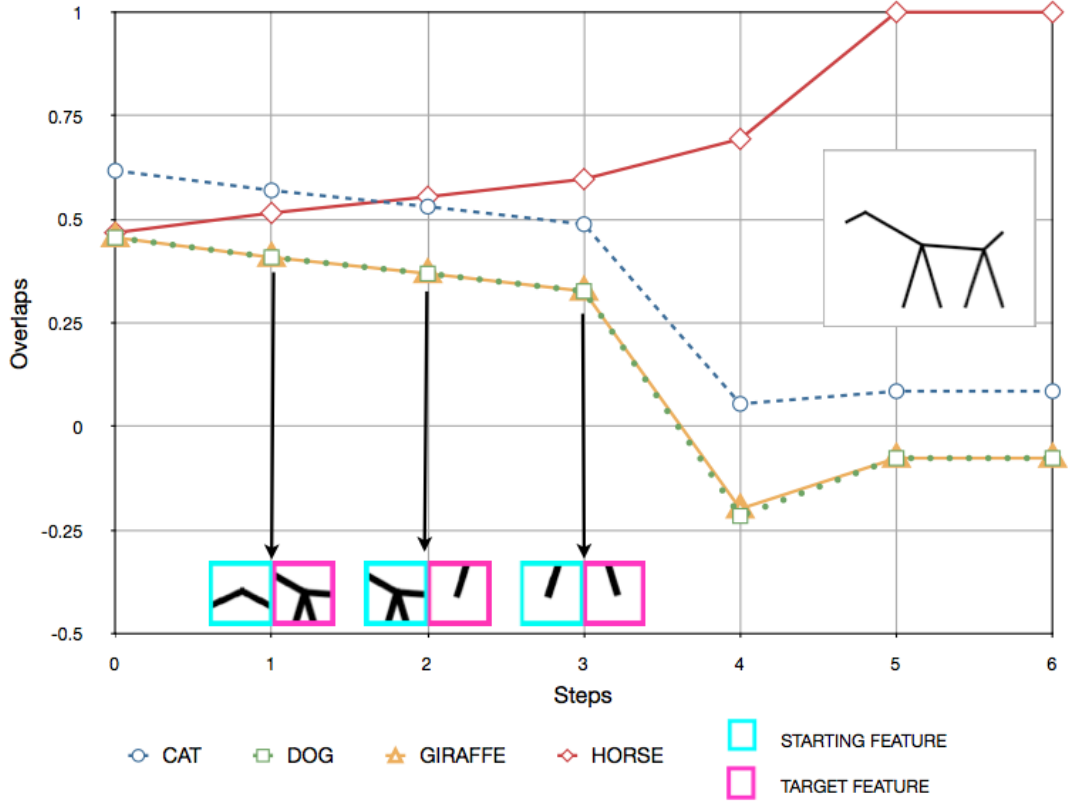 1
0.75
0.5
0.25
0
-0.25
-0.5
Overlaps
0 1 2 3 4 5 6
Steps
CAT DOG GIRAFFE HORSE
STARTING FEATURE
TARGET FEATURE